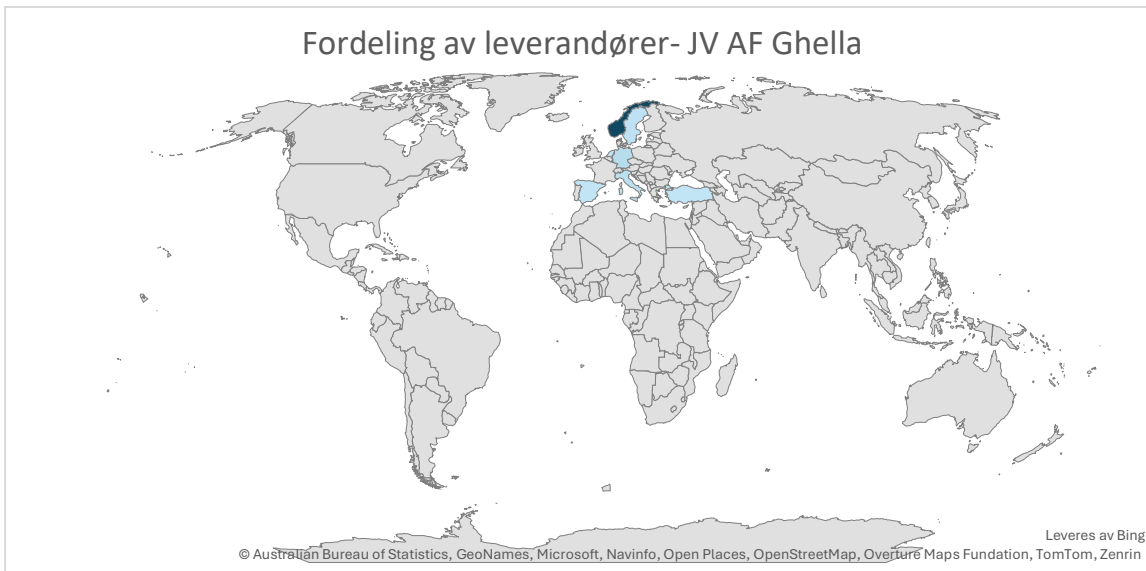 Fordeling av leverandører- JV AF Ghella
Leveres av Bing
© Australian Bureau of Statistics, GeoNames, Microsoft, Navinfo, Open Places, OpenStreetMap, Overture Maps Fundation, TomTom, Zenrin